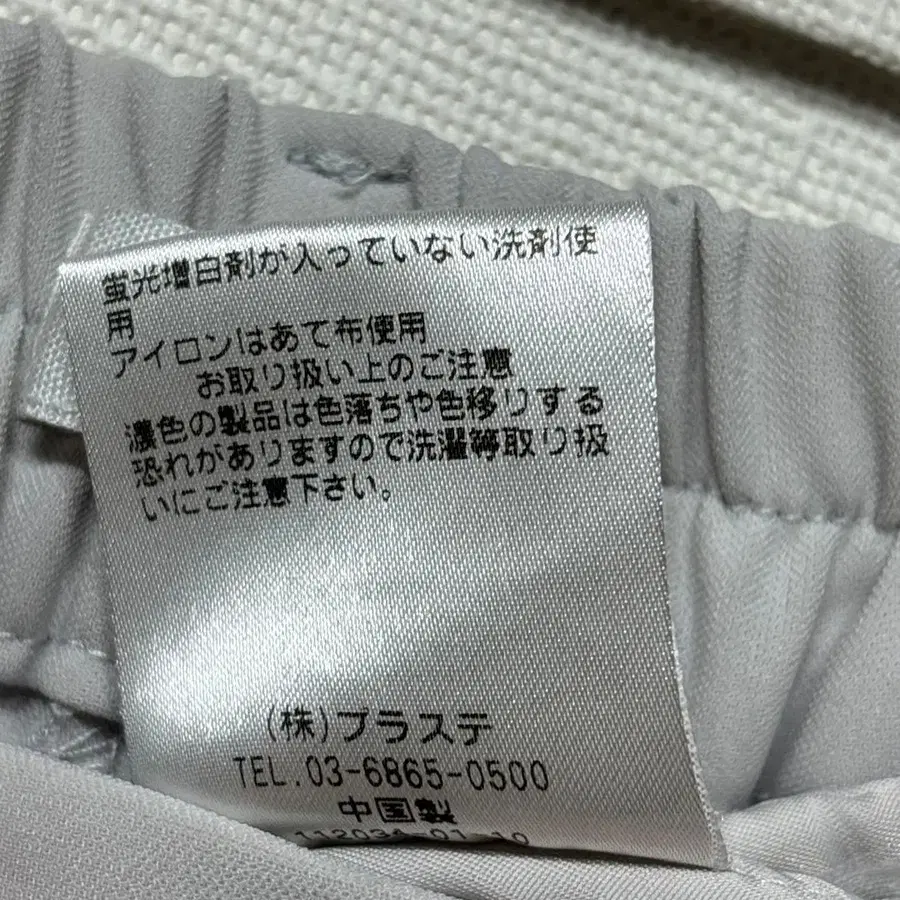 蛍光増白剤が入っていない洗剤使
用
アイロンはあて布使用
お取り扱い上のご注意
濃色の製品は色落ちや色移りする
恐れがありますので洗濯等取り扱
いにご注意下さい。
(株)プラステ
TEL.03-6865-0500
中国製
112034-01-10